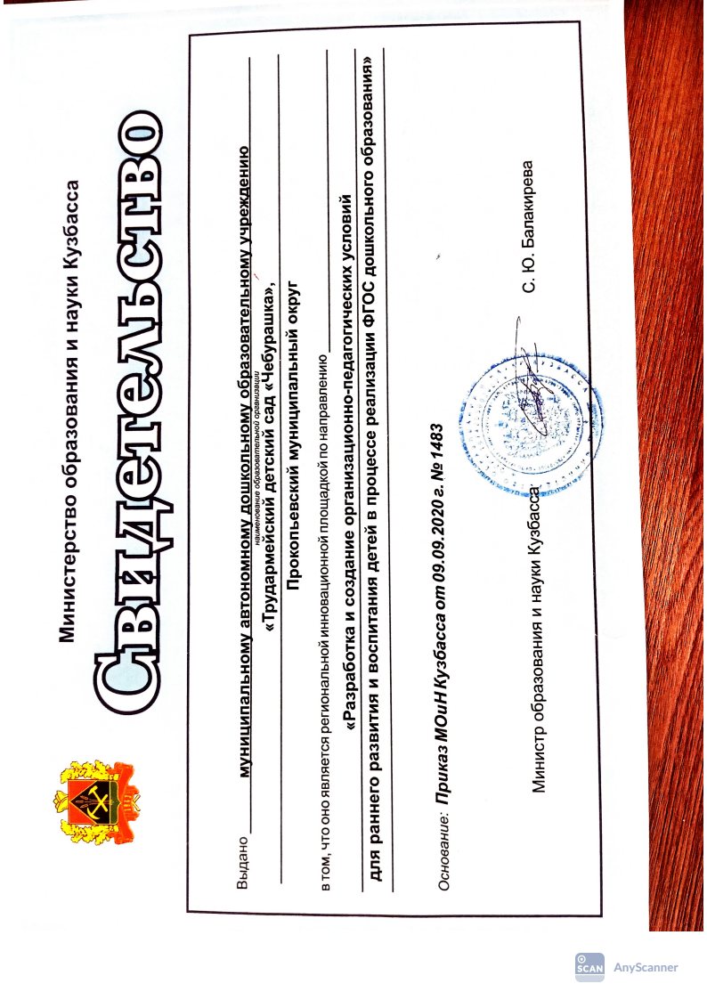 Министерство образования и науки Кузбасса
Свидетельство
Выдано муниципальному автономному дошкольному образовательному учреждению
наименование образовательной организации
«Трудармейский детский сад «Чебурашка»,
Прокопьевский муниципальный округ
в том, что оно является региональной инновационной площадкой по направлению
«Разработка и создание организационно-педагогических условий
для раннего развития и воспитания детей в процессе реализации ФГОС дошкольного образования»
Основание: Приказ МОиН Кузбасса от 09.09.2020 г. № 1483
Министр образования и науки Кузбасса С. Ю. Балакирева
SCAN AnyScanner